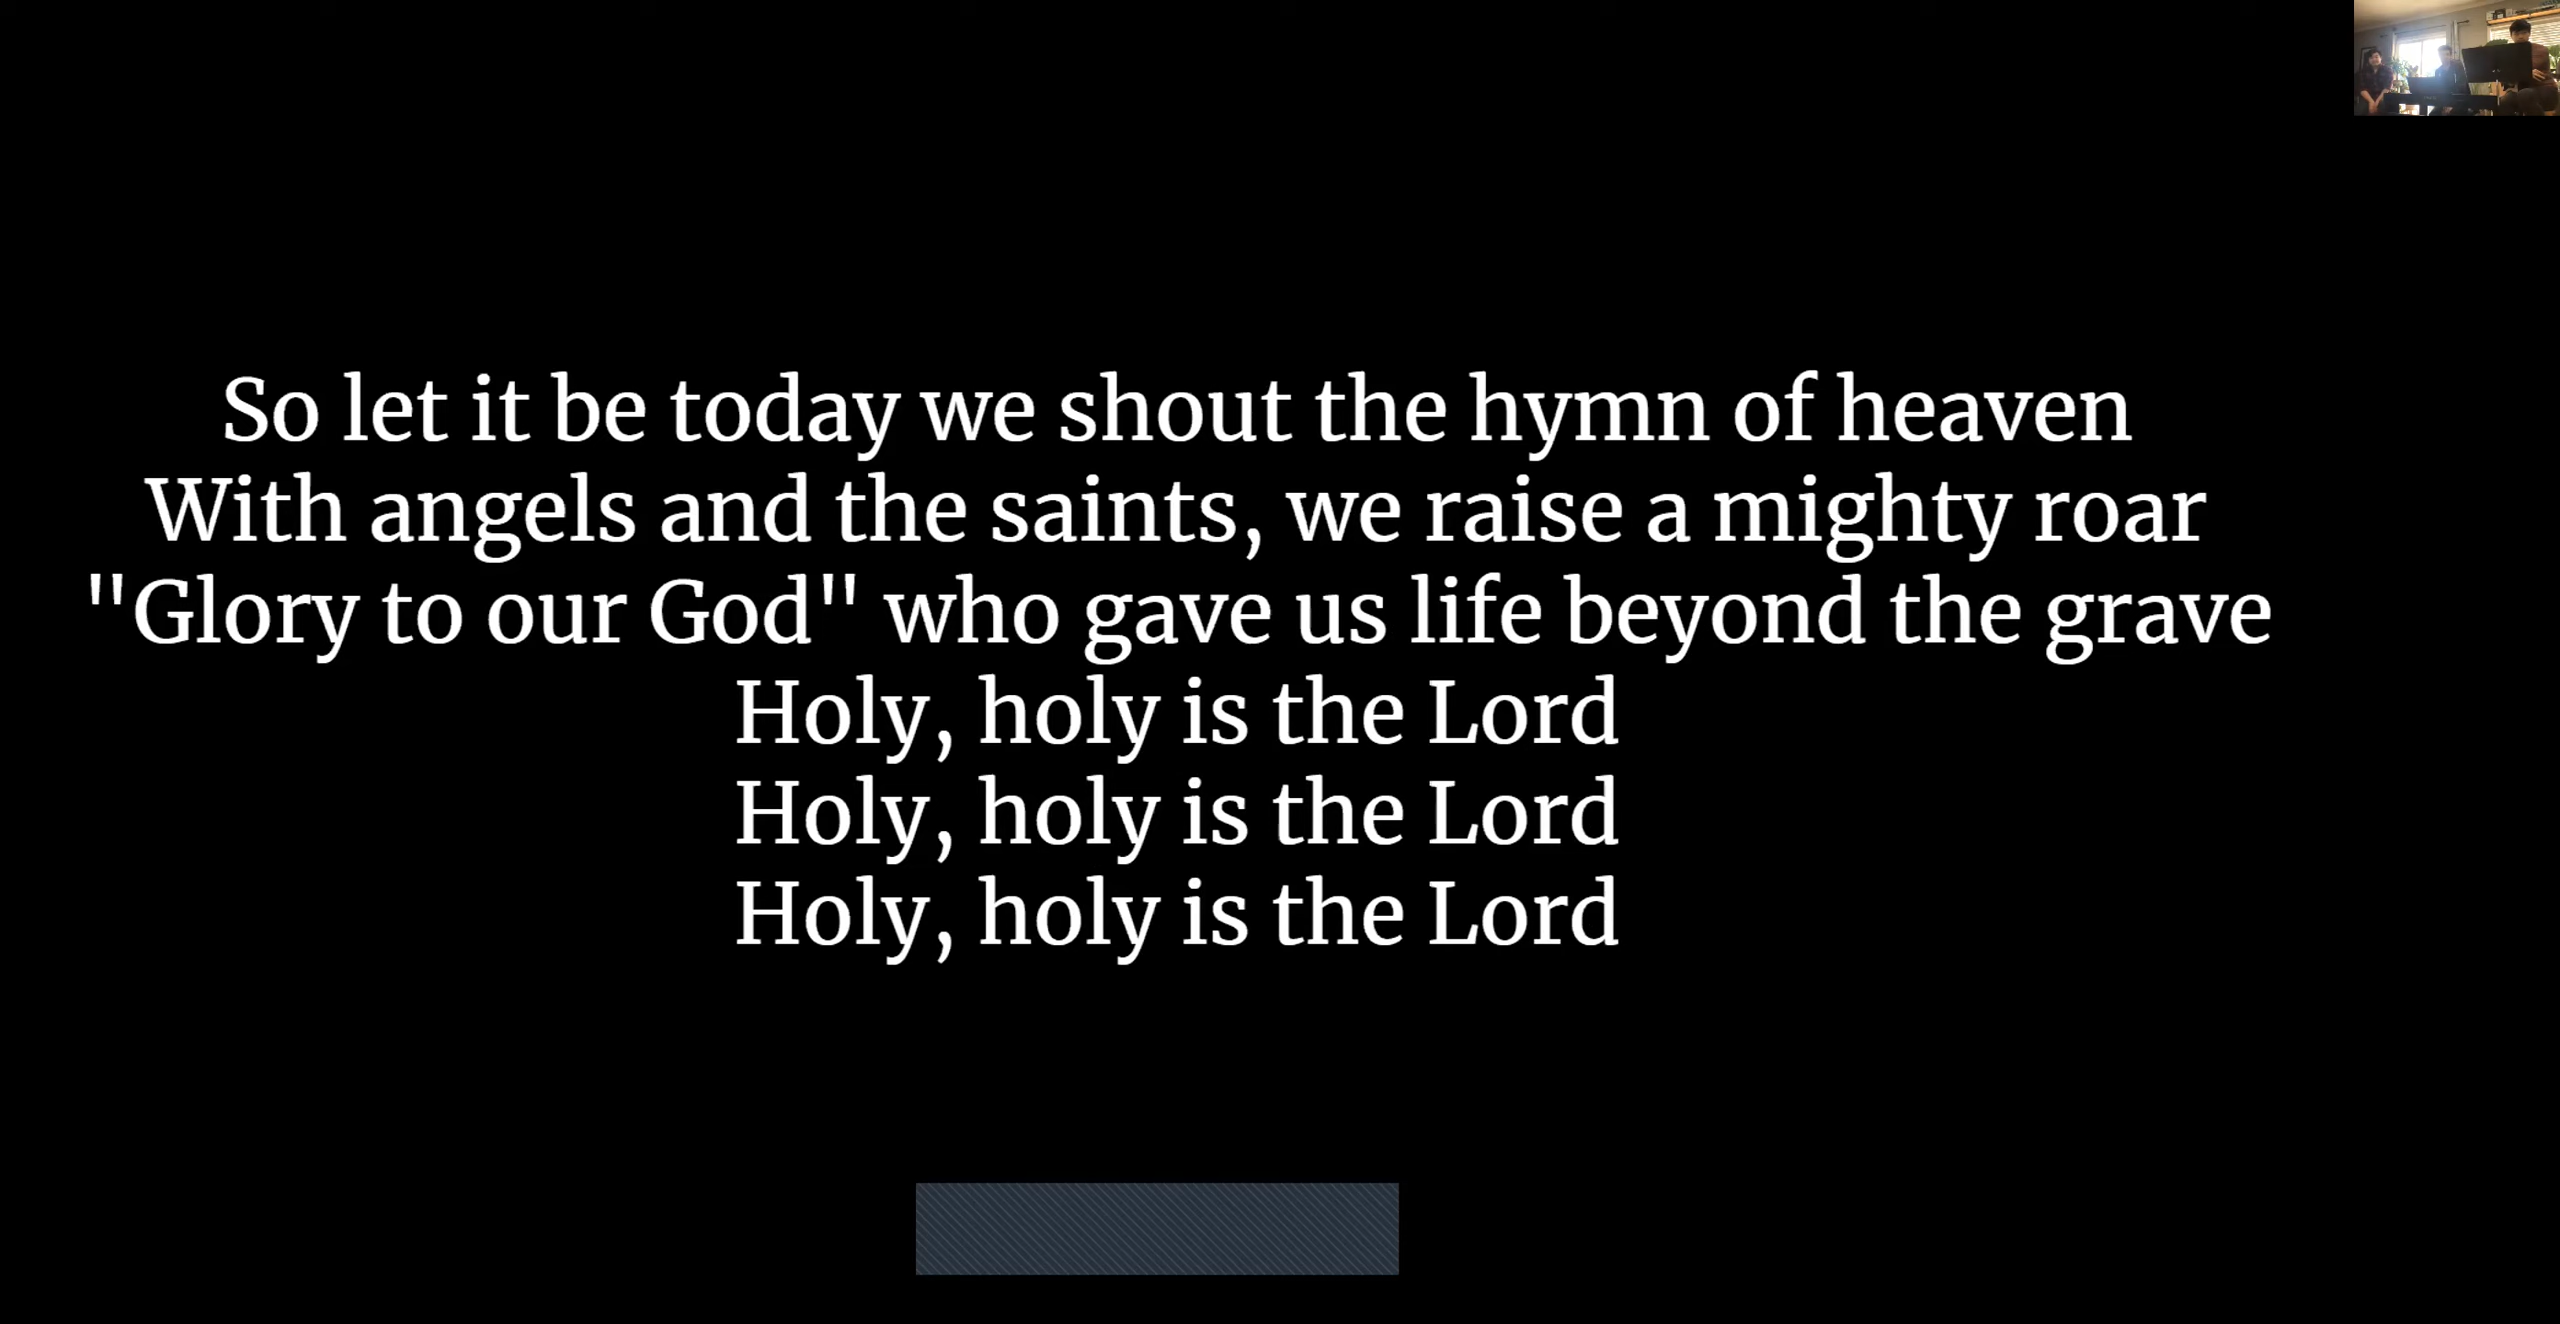 So let it be today we shout the hymn of heaven
With angels and the saints, we raise a mighty roar
"Glory to our God" who gave us life beyond the grave
Holy, holy is the Lord
Holy, holy is the Lord
Holy, holy is the Lord